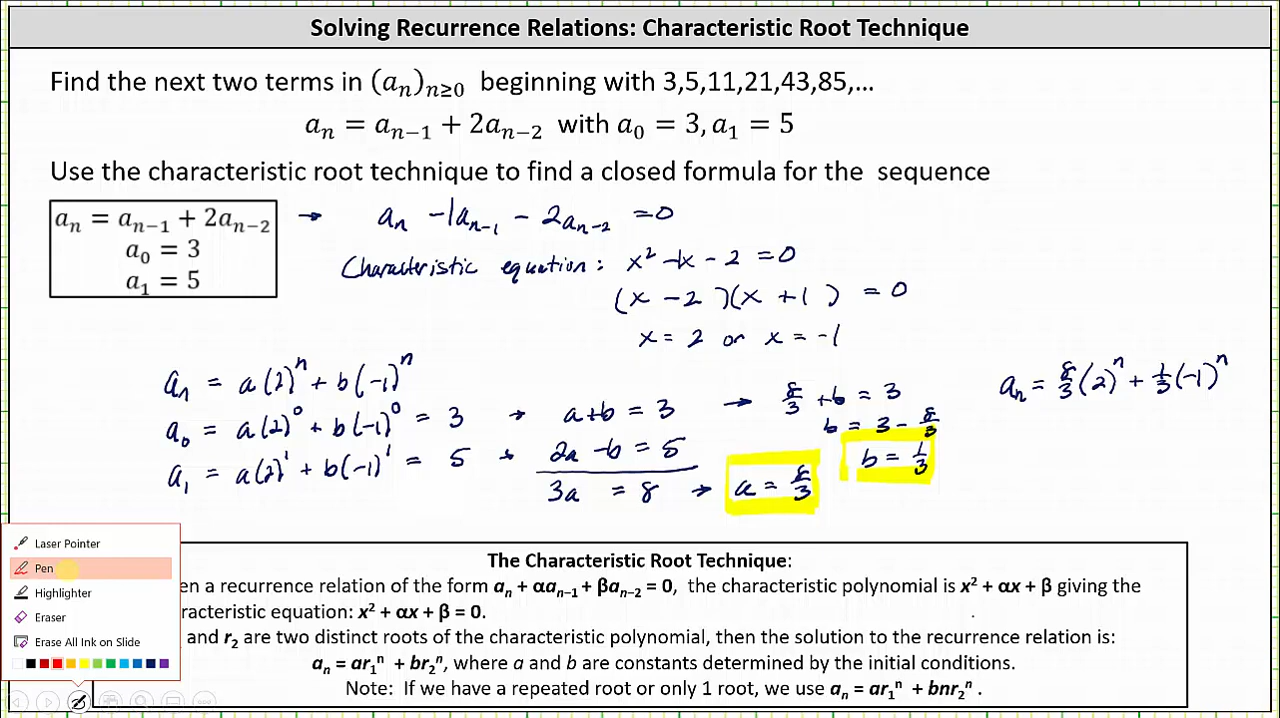 Solving Recurrence Relations: Characteristic Root Technique
Find the next two terms in (aₙ)ₙ≥₀ beginning with 3,5,11,21,43,85,...
aₙ = aₙ₋₁ + 2aₙ₋₂ with a₀ = 3, a₁ = 5
Use the characteristic root technique to find a closed formula for the sequence
aₙ = aₙ₋₁ + 2aₙ₋₂ → aₙ -1aₙ₋₁ - 2aₙ₋₂ = 0
a₀ = 3
a₁ = 5
Characteristic equation: x² -1x - 2 = 0
(x - 2)(x + 1) = 0
x = 2 or x = -1
aₙ = a(2)ⁿ + b(-1)ⁿ
a₀ = a(2)⁰ + b(-1)⁰ = 3 → a+b = 3 → 8/3 + b = 3
b = 3 - 8/3
a₁ = a(2)¹ + b(-1)¹ = 5 → 2a - b = 5
b = 1/3
3a = 8 → a = 8/3
aₙ = 8/3(2)ⁿ + 1/3(-1)ⁿ
Laser Pointer
Pen
Highlighter
Eraser
Erase All Ink on Slide
The Characteristic Root Technique:
en a recurrence relation of the form aₙ + αaₙ₋₁ + βaₙ₋₂ = 0, the characteristic polynomial is x² + αx + β giving the
racteristic equation: x² + αx + β = 0.
and r₂ are two distinct roots of the characteristic polynomial, then the solution to the recurrence relation is:
aₙ = ar₁ⁿ + br₂ⁿ, where a and b are constants determined by the initial conditions.
Note: If we have a repeated root or only 1 root, we use aₙ = ar₁ⁿ + bnr₂ⁿ .